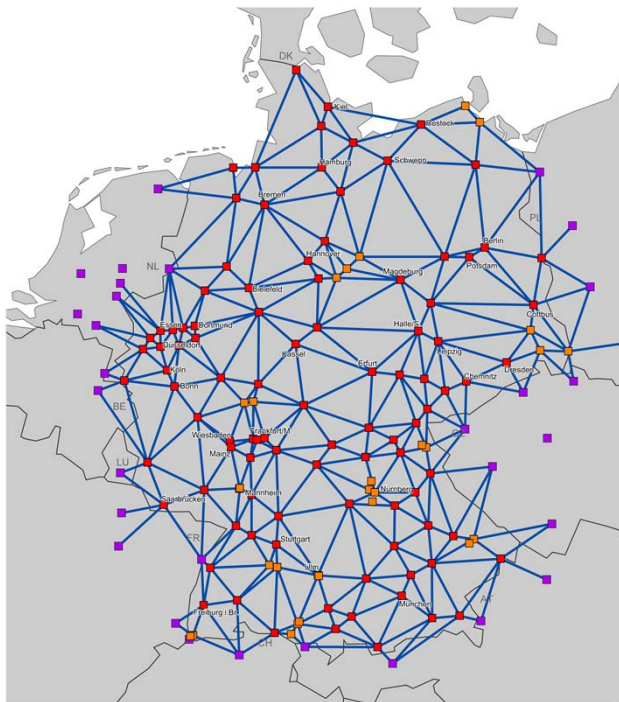 DK
Kiel
Rostock
Hamburg
Schwerin
Bremen
PL
Berlin
Hannover
Potsdam
NL
Magdeburg
Bielefeld
Cottbus
Essen
Dortmund
Halle/S.
Düsseldorf
Leipzig
Kassel
Erfurt
Dresden
Köln
Chemnitz
Bonn
BE
Wiesbaden
Frankfurt/M
Mainz
LU
Mannheim
Nürnberg
Saarbrücken
FR
Stuttgart
Ulm
München
AT
Freiburg i.Br.
CH